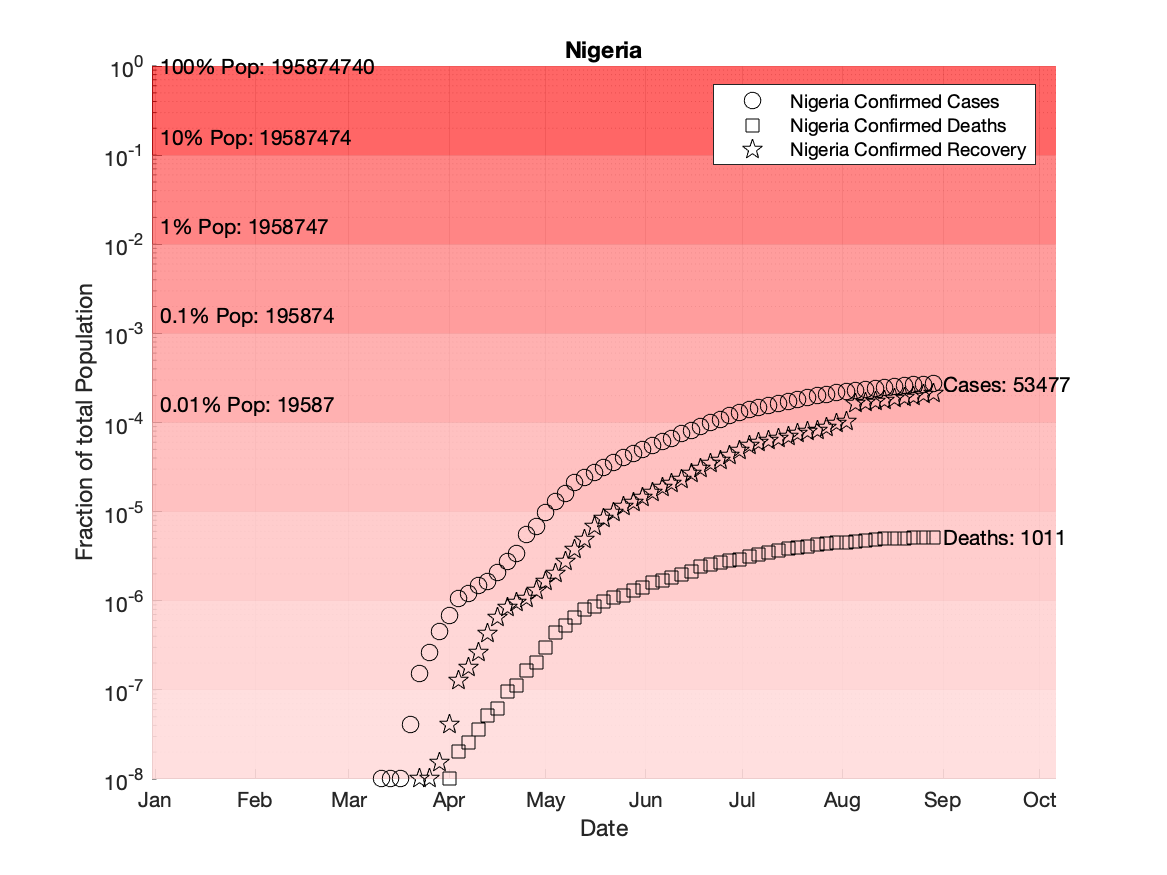 Nigeria
10^0
100% Pop: 195874740
Nigeria Confirmed Cases
Nigeria Confirmed Deaths
Nigeria Confirmed Recovery
10% Pop: 19587474
10^-1
1% Pop: 1958747
10^-2
0.1% Pop: 195874
10^-3
Cases: 53477
0.01% Pop: 19587
10^-4
10^-5
Deaths: 1011
10^-6
10^-7
10^-8
Fraction of total Population
Jan Feb Mar Apr May Jun Jul Aug Sep Oct
Date